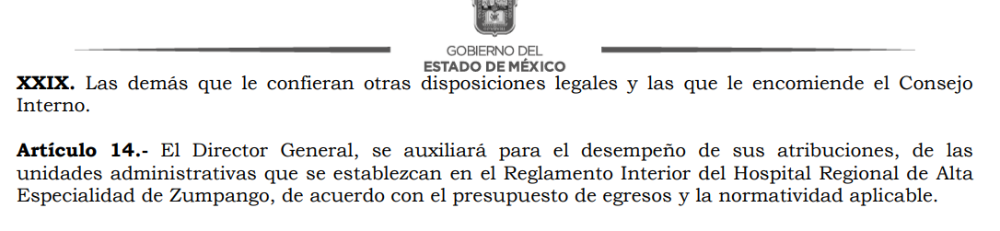 GOBIERNO DEL
ESTADO DE MÉXICO
XXIX. Las demás que le confieran otras disposiciones legales y las que le encomiende el Consejo
Interno.
Artículo 14.- El Director General, se auxiliará para el desempeño de sus atribuciones, de las
unidades administrativas que se establezcan en el Reglamento Interior del Hospital Regional de Alta
Especialidad de Zumpango, de acuerdo con el presupuesto de egresos y la normatividad aplicable.